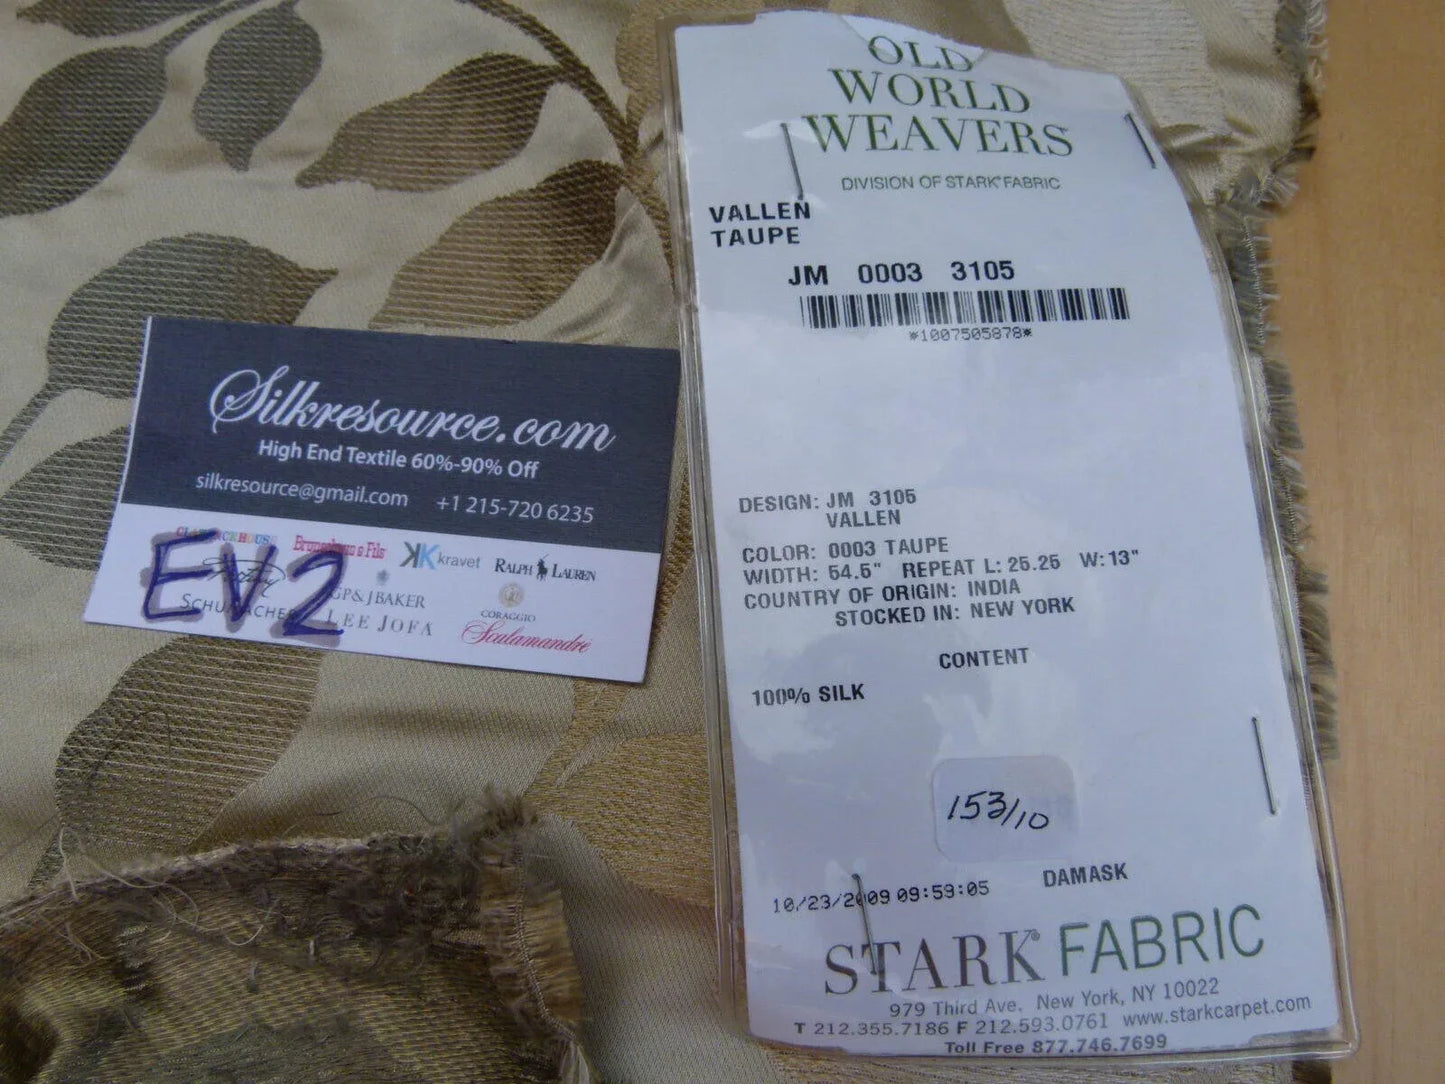 OLD
WORLD
WEAVERS
DIVISION OF STARK® FABRIC
VALLEN
TAUPE
JM 0003 3105
*1007505878*
DESIGN: JM 3105
VALLEN
COLOR: 0003 TAUPE
WIDTH: 54.5" REPEAT L: 25.25 W: 13"
COUNTRY OF ORIGIN: INDIA
STOCKED IN: NEW YORK
CONTENT
100% SILK
153/10
DAMASK
10/23/2009 09:59:05
STARK® FABRIC
979 Third Ave. New York, NY 10022
T 212.355.7186 F 212.593.0761 www.starkcarpet.com
Toll Free 877.746.7699
Silkresource.com
High End Textile 60%-90% Off
silkresource@gmail.com +1 215-720 6235
EV2
Brunschwig & Fils
kravet
RALPH LAUREN
SCHUMACHER
GP & J BAKER
LEE JOFA
CORAGGIO
Scalamandré